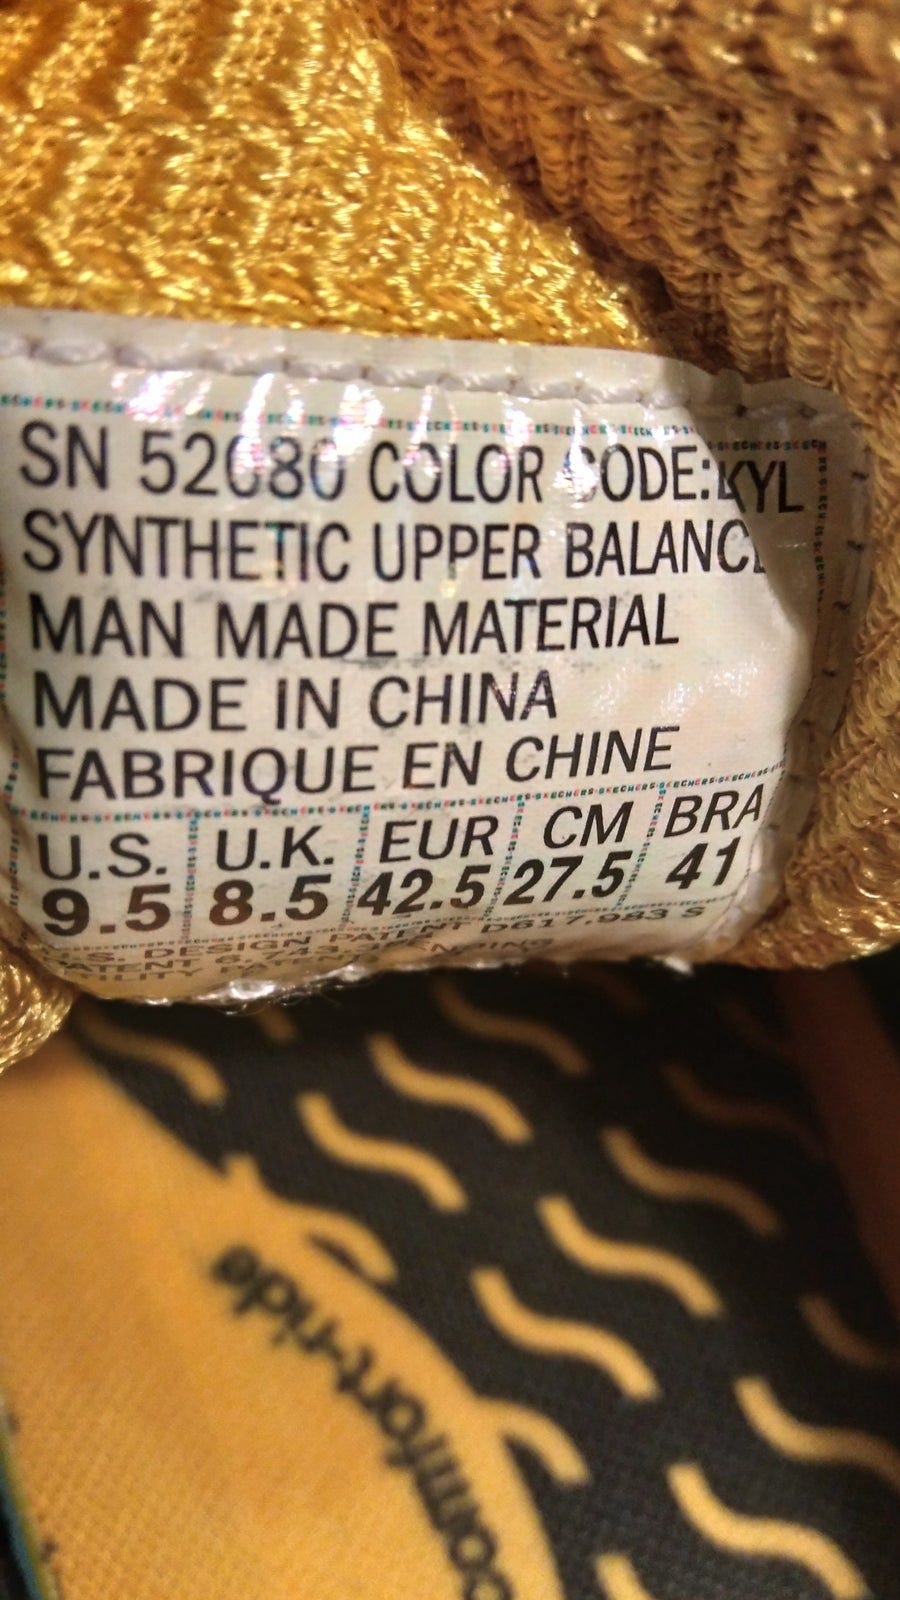 SN 52680 COLOR CODE:KYL
SYNTHETIC UPPER BALANCE
MAN MADE MATERIAL
MADE IN CHINA
FABRIQUE EN CHINE
U.S. U.K. EUR CM BRA
9.5 8.5 42.5 27.5 41
U.S. DESIGN PATENT D617,983 S
comfort-ride